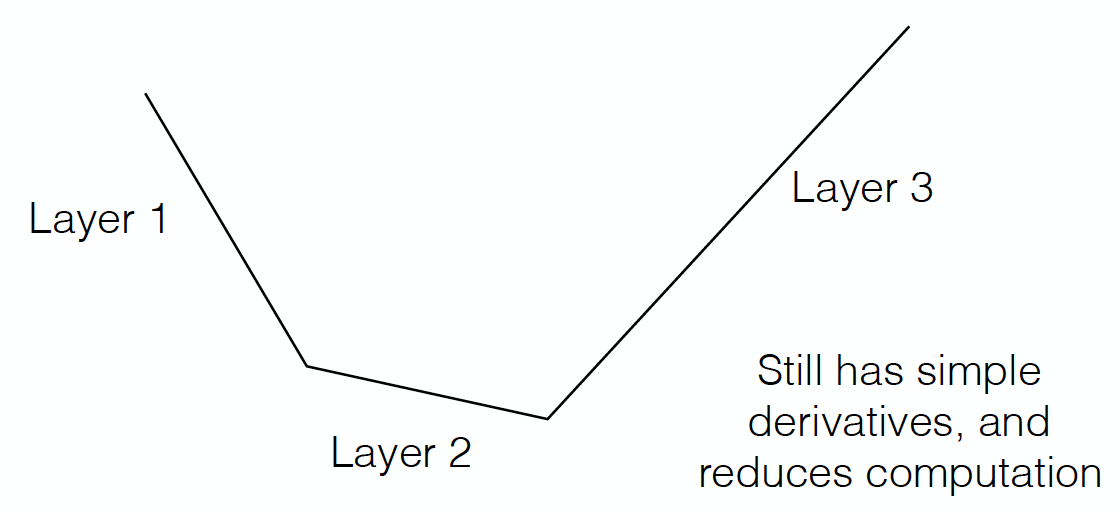 Layer 1
Layer 2
Layer 3
Still has simple
derivatives, and
reduces computation